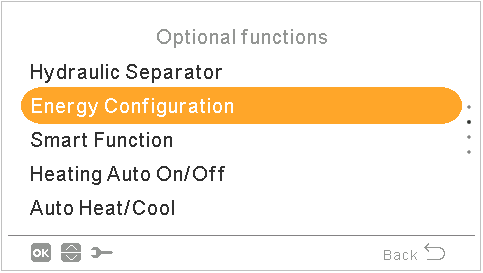 Optional functions
Hydraulic Separator
Energy Configuration
Smart Function
Heating Auto On/Off
Auto Heat/Cool
OK Back